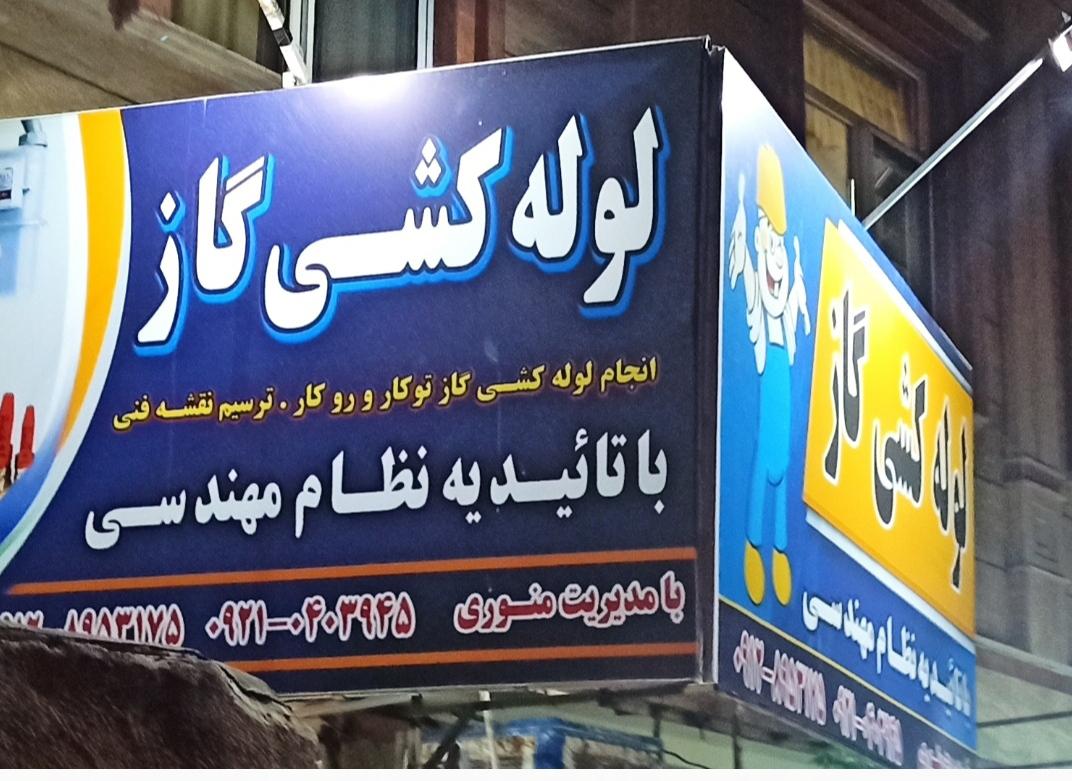 لوله کشی گاز
انجام لوله کشی گاز توکار و رو کار . ترسیم نقشه فنی
با تائیدیه نظام مهندسی
با مدیریت منوری ۰۹۲۱-۰۴۰۳۹۴۵ ۸۹۵۳۱۷۵
لوله کشی گاز
با تائیدیه نظام مهندسی